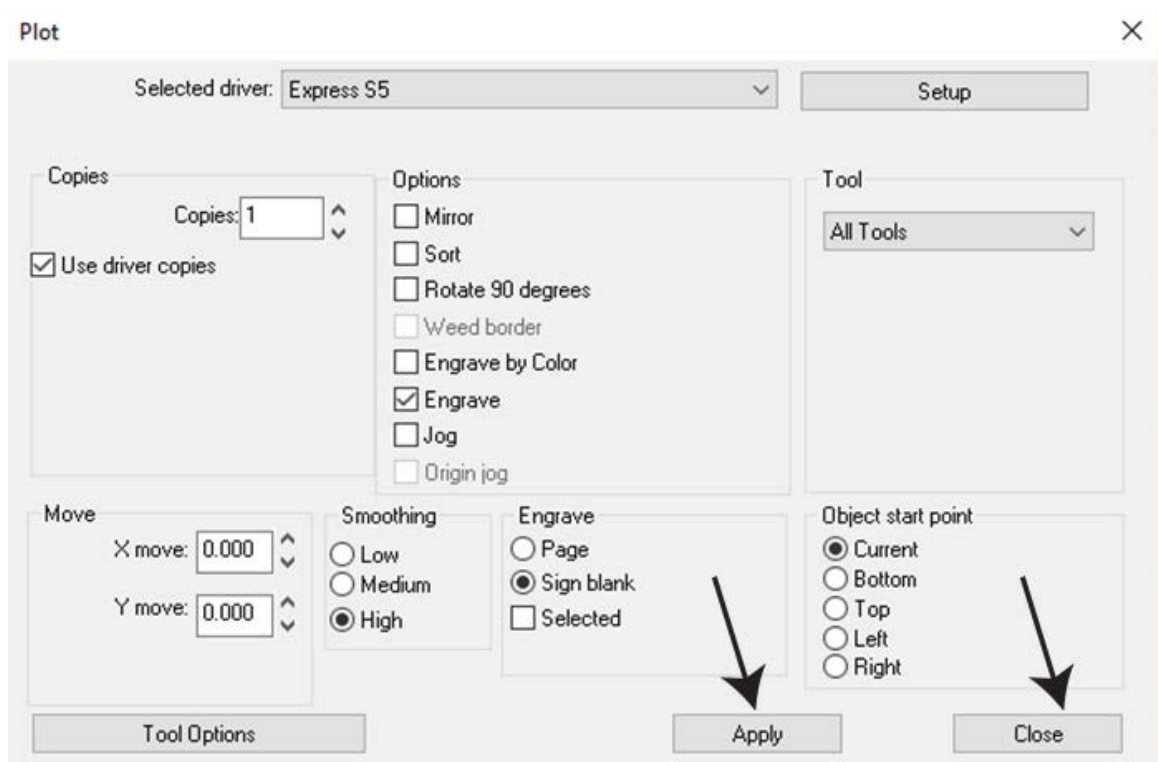 Plot
Selected driver: Express S5
Setup
Copies
Copies: 1
Use driver copies
Options
Mirror
Sort
Rotate 90 degrees
Weed border
Engrave by Color
Engrave
Jog
Origin jog
Tool
All Tools
Move
X move: 0.000
Y move: 0.000
Smoothing
Low
Medium
High
Engrave
Page
Sign blank
Selected
Object start point
Current
Bottom
Top
Left
Right
Tool Options
Apply
Close